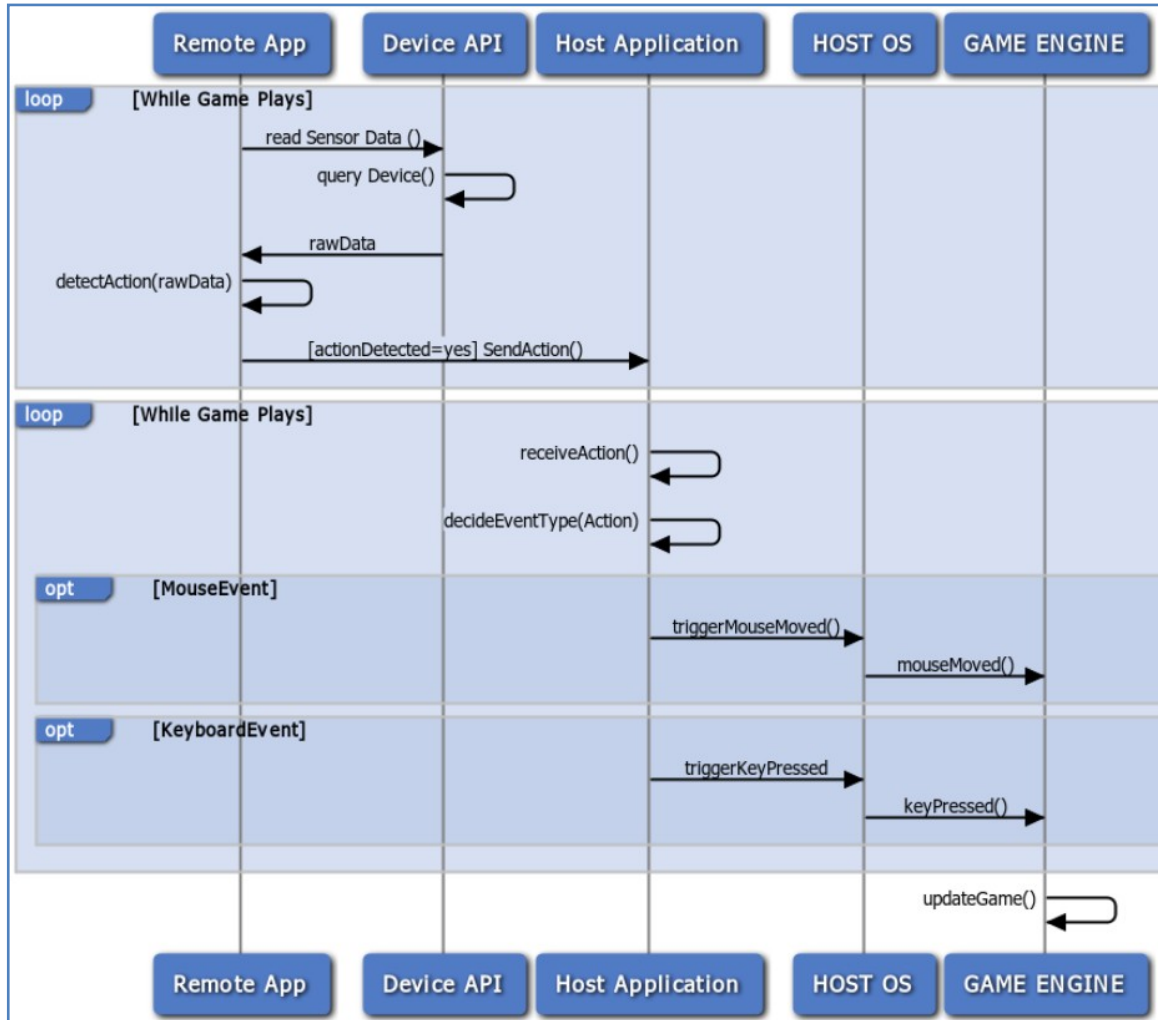 Remote App
Device API
Host Application
HOST OS
GAME ENGINE
loop
[While Game Plays]
read Sensor Data ()
query Device()
rawData
detectAction(rawData)
[actionDetected=yes] SendAction()
loop
[While Game Plays]
receiveAction()
decideEventType(Action)
opt
[MouseEvent]
triggerMouseMoved()
mouseMoved()
opt
[KeyboardEvent]
triggerKeyPressed
keyPressed()
updateGame()
Remote App
Device API
Host Application
HOST OS
GAME ENGINE